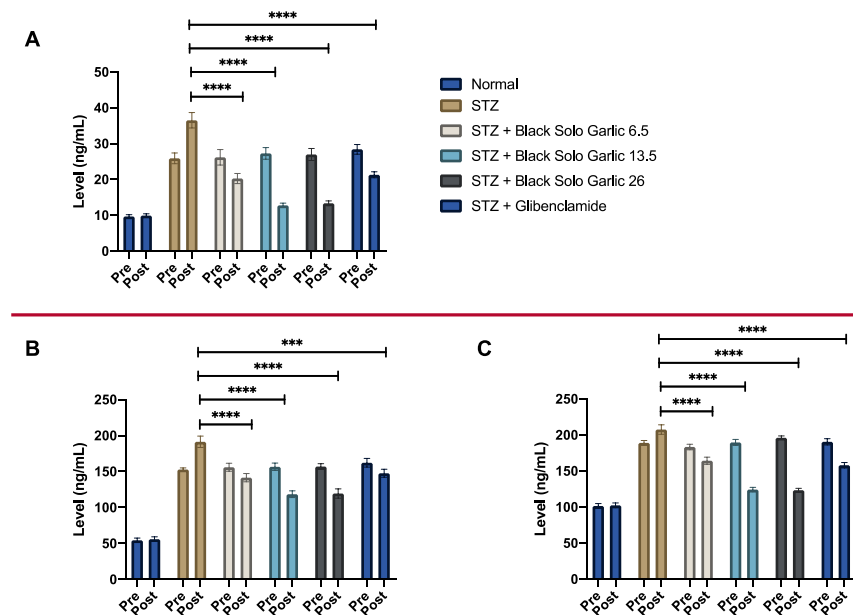 A
****
****
****
****
Level (ng/mL)
50
40
30
20
10
0
Pre Post Pre Post Pre Post Pre Post Pre Post Pre Post
Normal
STZ
STZ + Black Solo Garlic 6.5
STZ + Black Solo Garlic 13.5
STZ + Black Solo Garlic 26
STZ + Glibenclamide
B
***
****
****
****
Level (ng/mL)
250
200
150
100
50
0
Pre Post Pre Post Pre Post Pre Post Pre Post Pre Post
C
****
****
****
****
Level (ng/mL)
250
200
150
100
50
0
Pre Post Pre Post Pre Post Pre Post Pre Post Pre Post